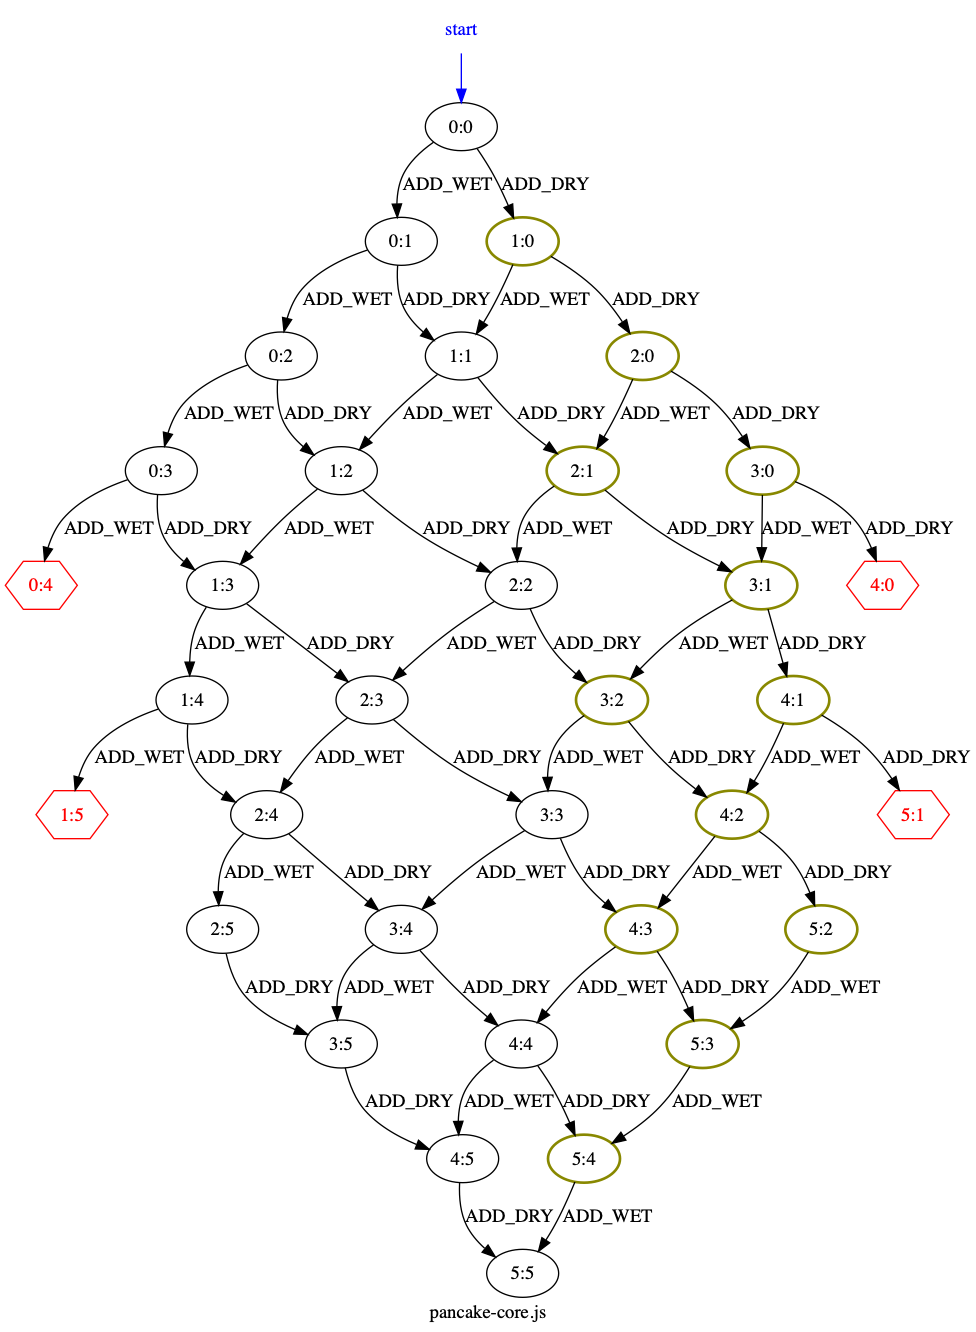 start
0:0
ADD_WET ADD_DRY
0:1 1:0
ADD_WET ADD_DRY ADD_WET ADD_DRY
0:2 1:1 2:0
ADD_WET ADD_DRY ADD_WET ADD_DRY ADD_WET ADD_DRY
0:3 1:2 2:1 3:0
ADD_WET ADD_DRY ADD_WET ADD_DRY ADD_WET ADD_DRY ADD_WET ADD_DRY
0:4 1:3 2:2 3:1 4:0
ADD_WET ADD_DRY ADD_WET ADD_DRY ADD_WET ADD_DRY
1:4 2:3 3:2 4:1
ADD_WET ADD_DRY ADD_WET ADD_DRY ADD_WET ADD_DRY ADD_WET ADD_DRY
1:5 2:4 3:3 4:2 5:1
ADD_WET ADD_DRY ADD_WET ADD_DRY ADD_WET ADD_DRY
2:5 3:4 4:3 5:2
ADD_DRY ADD_WET ADD_DRY ADD_WET ADD_DRY ADD_WET
3:5 4:4 5:3
ADD_DRY ADD_WET ADD_DRY ADD_WET
4:5 5:4
ADD_DRY ADD_WET
5:5
pancake-core.js